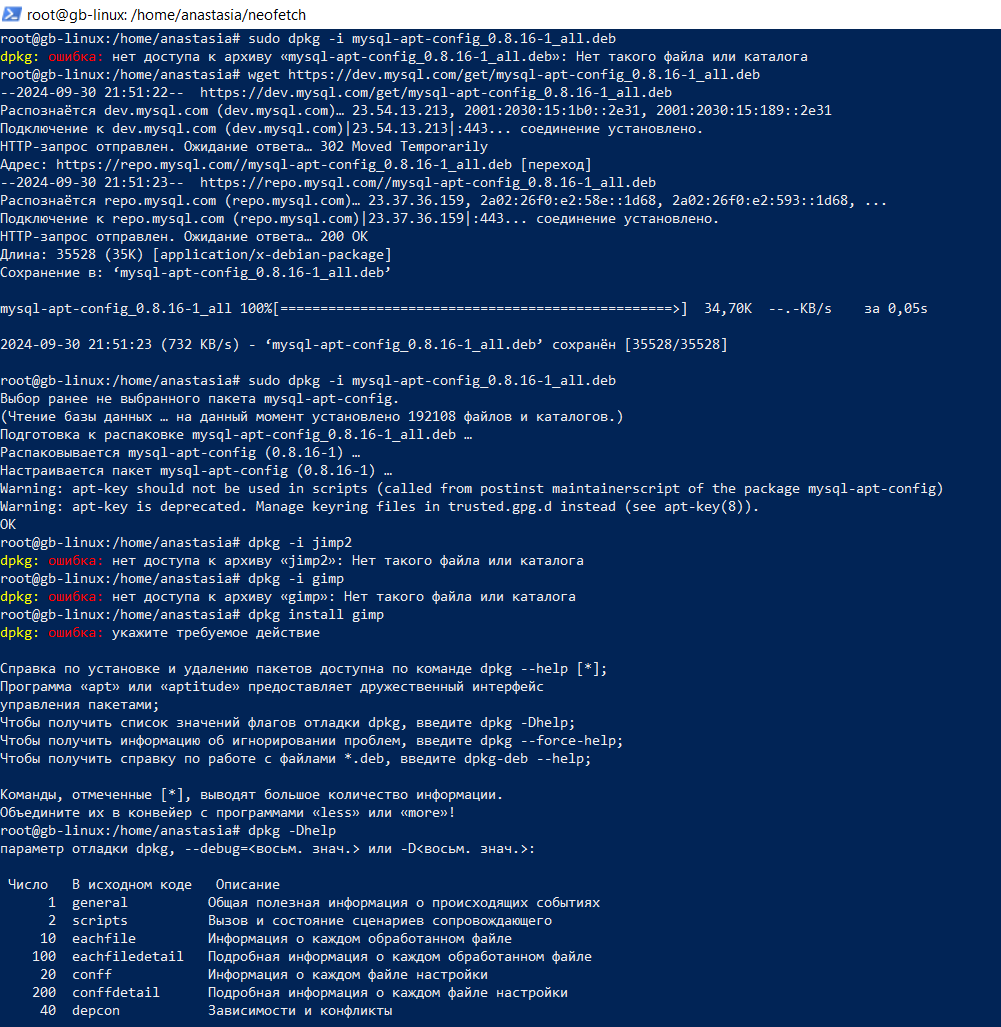 root@gb-linux: /home/anastasia/neofetch
root@gb-linux:/home/anastasia# sudo dpkg -i mysql-apt-config_0.8.16-1_all.deb
dpkg: ошибка: нет доступа к архиву «mysql-apt-config_0.8.16-1_all.deb»: Нет такого файла или каталога
root@gb-linux:/home/anastasia# wget https://dev.mysql.com/get/mysql-apt-config_0.8.16-1_all.deb
--2024-09-30 21:51:22--  https://dev.mysql.com/get/mysql-apt-config_0.8.16-1_all.deb
Распознаётся dev.mysql.com (dev.mysql.com)… 23.54.13.213, 2001:2030:15:1b0::2e31, 2001:2030:15:189::2e31
Подключение к dev.mysql.com (dev.mysql.com)|23.54.13.213|:443... соединение установлено.
HTTP-запрос отправлен. Ожидание ответа… 302 Moved Temporarily
Адрес: https://repo.mysql.com//mysql-apt-config_0.8.16-1_all.deb [переход]
--2024-09-30 21:51:23--  https://repo.mysql.com//mysql-apt-config_0.8.16-1_all.deb
Распознаётся repo.mysql.com (repo.mysql.com)… 23.37.36.159, 2a02:26f0:e2:58e::1d68, 2a02:26f0:e2:593::1d68, ...
Подключение к repo.mysql.com (repo.mysql.com)|23.37.36.159|:443... соединение установлено.
HTTP-запрос отправлен. Ожидание ответа… 200 OK
Длина: 35528 (35K) [application/x-debian-package]
Сохранение в: ‘mysql-apt-config_0.8.16-1_all.deb’
mysql-apt-config_0.8.16-1_all 100%[=================================================>]  34,70K  --.-KB/s    за 0,05s
2024-09-30 21:51:23 (732 KB/s) - ‘mysql-apt-config_0.8.16-1_all.deb’ сохранён [35528/35528]
root@gb-linux:/home/anastasia# sudo dpkg -i mysql-apt-config_0.8.16-1_all.deb
Выбор ранее не выбранного пакета mysql-apt-config.
(Чтение базы данных … на данный момент установлено 192108 файлов и каталогов.)
Подготовка к распаковке mysql-apt-config_0.8.16-1_all.deb …
Распаковывается mysql-apt-config (0.8.16-1) …
Настраивается пакет mysql-apt-config (0.8.16-1) …
Warning: apt-key should not be used in scripts (called from postinst maintainerscript of the package mysql-apt-config)
Warning: apt-key is deprecated. Manage keyring files in trusted.gpg.d instead (see apt-key(8)).
OK
root@gb-linux:/home/anastasia# dpkg -i jimp2
dpkg: ошибка: нет доступа к архиву «jimp2»: Нет такого файла или каталога
root@gb-linux:/home/anastasia# dpkg -i gimp
dpkg: ошибка: нет доступа к архиву «gimp»: Нет такого файла или каталога
root@gb-linux:/home/anastasia# dpkg install gimp
dpkg: ошибка: укажите требуемое действие
Справка по установке и удалению пакетов доступна по команде dpkg --help [*];
Программа «apt» или «aptitude» предоставляет дружественный интерфейс
управления пакетами;
Чтобы получить список значений флагов отладки dpkg, введите dpkg -Dhelp;
Чтобы получить информацию об игнорировании проблем, введите dpkg --force-help;
Чтобы получить справку по работе с файлами *.deb, введите dpkg-deb --help;
Команды, отмеченные [*], выводят большое количество информации.
Объедините их в конвейер с программами «less» или «more»!
root@gb-linux:/home/anastasia# dpkg -Dhelp
параметр отладки dpkg, --debug=<восьм. знач.> или -D<восьм. знач.>:
Число   В исходном коде   Описание
1  general          Общая полезная информация о происходящих событиях
2  scripts          Вызов и состояние сценариев сопровождающего
10  eachfile         Информация о каждом обработанном файле
100  eachfiledetail   Подробная информация о каждом обработанном файле
20  conff            Информация о каждом файле настройки
200  conffdetail      Подробная информация о каждом файле настройки
40  depcon           Зависимости и конфликты